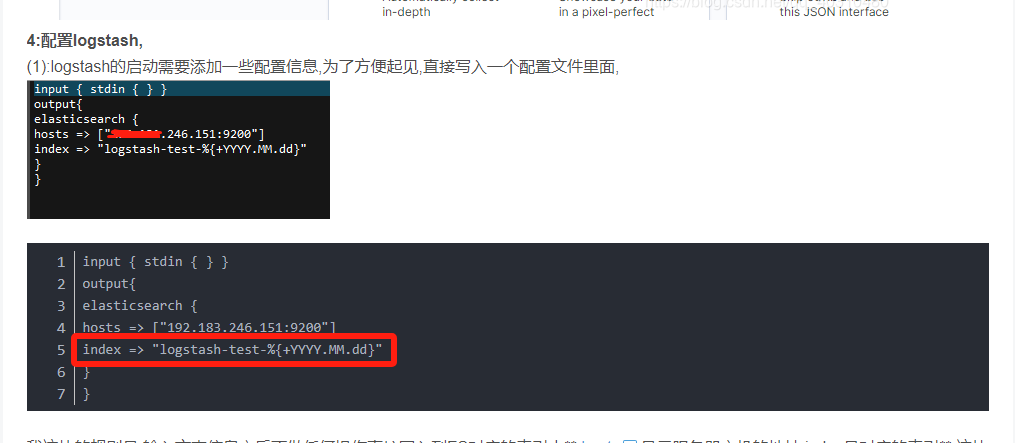 in-depth
in a pixel-perfect
this JSON interface
4:配置logstash,
(1):logstash的启动需要添加一些配置信息,为了方便起见,直接写入一个配置文件里面,
input { stdin { } }
output{
elasticsearch {
hosts => [" .246.151:9200"]
index => "logstash-test-%{+YYYY.MM.dd}"
}
}
1 input { stdin { } }
2 output{
3 elasticsearch {
4 hosts => ["192.183.246.151:9200"]
5 index => "logstash-test-%{+YYYY.MM.dd}"
6 }
7 }